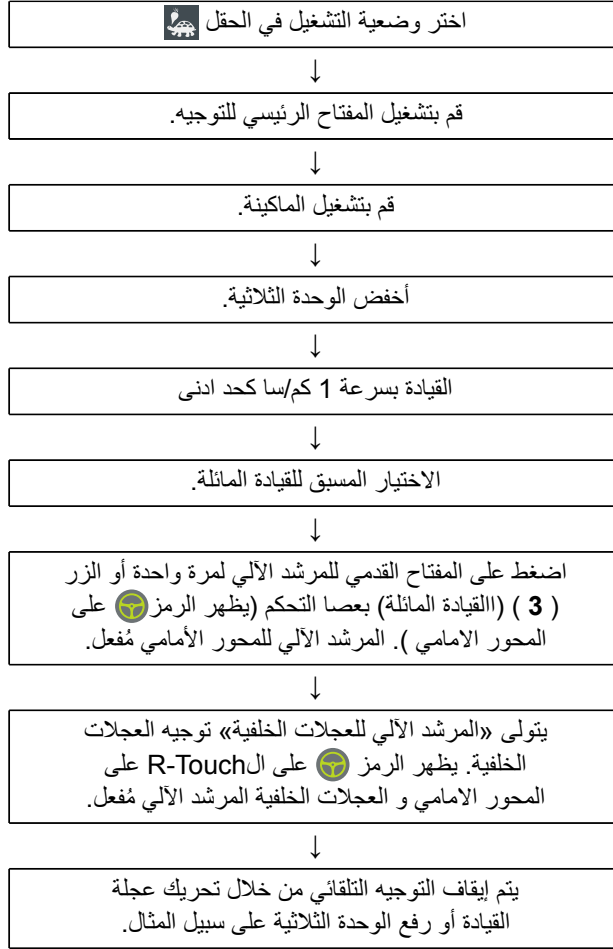 اختر وضعية التشغيل في الحقل
↓
قم بتشغيل المفتاح الرئيسي للتوجيه.
↓
قم بتشغيل الماكينة.
↓
أخفض الوحدة الثلاثية.
↓
القيادة بسرعة 1 كم/سا كحد ادنى
↓
الاختيار المسبق للقيادة المائلة.
↓
اضغط على المفتاح القدمي للمرشد الآلي لمرة واحدة أو الزر
( 3 ) (االقيادة المائلة) بعصا التحكم (يظهر الرمز على
المحور الامامي ). المرشد الآلي للمحور الأمامي مُفعل.
↓
يتولى «المرشد الآلي للعجلات الخلفية» توجيه العجلات
الخلفية. يظهر الرمز على الR-Touch على
المحور الامامي و العجلات الخلفية المرشد الآلي مُفعل.
↓
يتم إيقاف التوجيه التلقائي من خلال تحريك عجلة
القيادة أو رفع الوحدة الثلاثية على سبيل المثال.